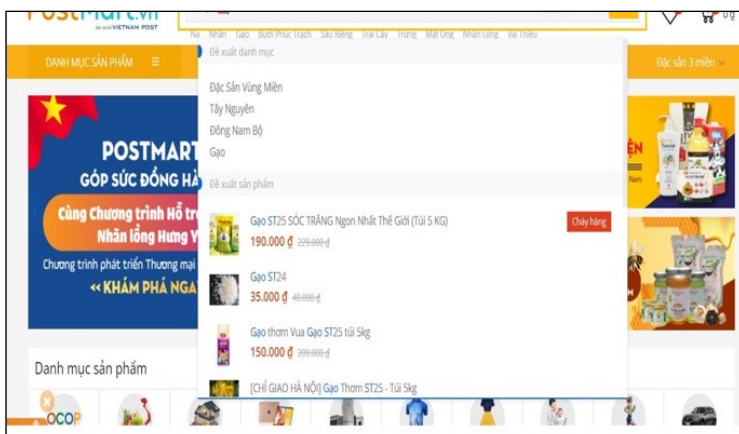 PostMart.vn
VIETNAM POST
Na Nhãn Gạo Bưởi Phúc Trạch Sầu Riêng Trái Cây Trứng Mật Ong Nhãn Lồng Vải Thiều
0 ₫
DANH MỤC SẢN PHẨM
Đặc sản 3 miền
Đề xuất danh mục
Đặc Sản Vùng Miền
Tây Nguyên
Đông Nam Bộ
Gạo
Đề xuất sản phẩm
Gạo ST25 SÓC TRĂNG Ngon Nhất Thế Giới (Túi 5 KG)
190.000 ₫ 229.000 ₫
Cháy hàng
Gạo ST24
35.000 ₫ 40.000 ₫
Gạo thơm Vua Gạo ST25 túi 5kg
150.000 ₫ 209.000 ₫
[CHỈ GIAO HÀ NỘI] Gạo Thơm ST25 - Túi 5kg
POSTMART
GÓP SỨC ĐỒNG HÀ
Cùng Chương trình Hỗ tr
Nhãn lồng Hưng Y
Chương trình phát triển Thương mại
<< KHÁM PHÁ NGA
ỆN
Nam
Danh mục sản phẩm
OCOP